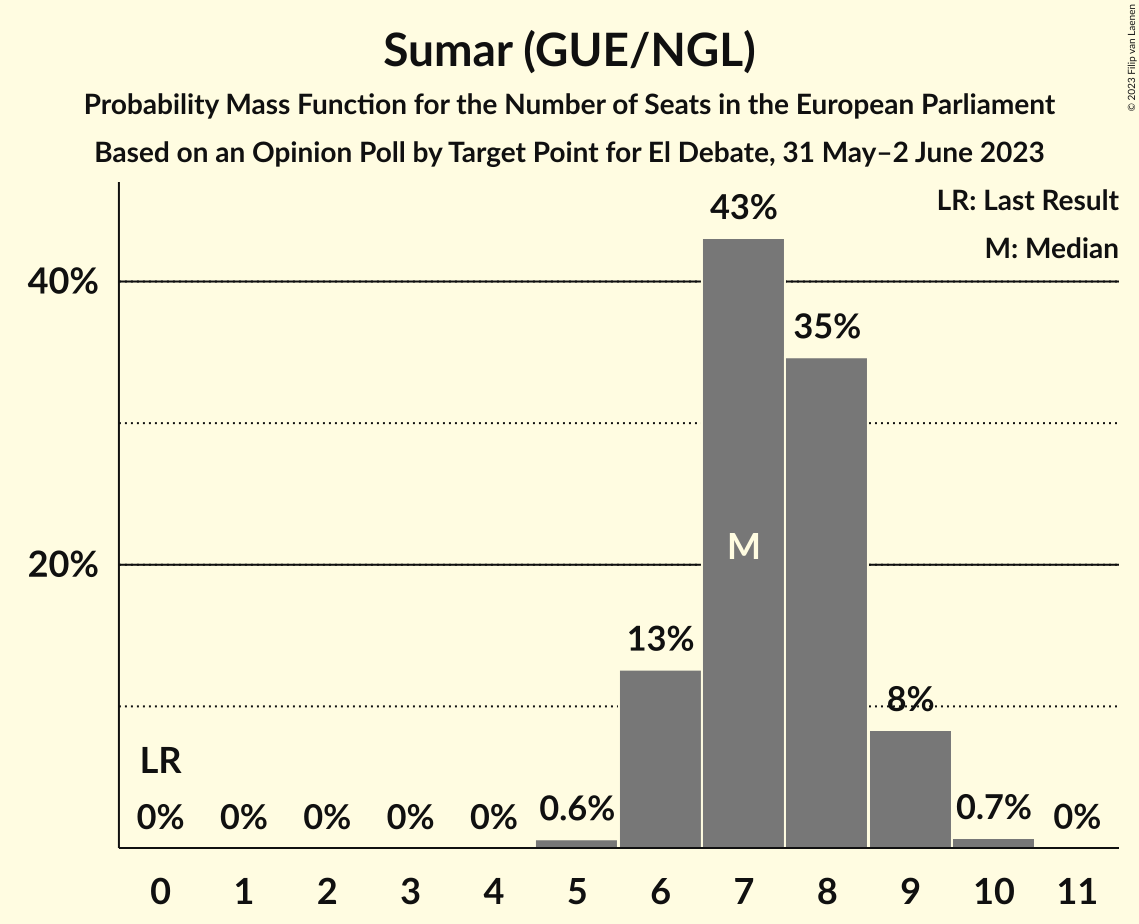 Sumar (GUE/NGL)
Probability Mass Function for the Number of Seats in the European Parliament
Based on an Opinion Poll by Target Point for El Debate, 31 May–2 June 2023
© 2023 Filip van Laenen
LR: Last Result
M: Median
43%
40%
35%
M
20%
13%
8%
LR
0% 0% 0% 0% 0% 0.6% 0.7% 0%
0 1 2 3 4 5 6 7 8 9 10 11